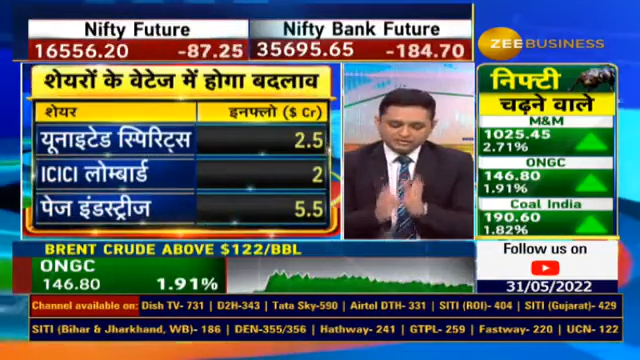 Nifty Future
16556.20 -87.25
Nifty Bank Future
35695.65 -184.70
ZEE BUSINESS
शेयरों के वेटेज में होगा बदलाव
शेयर इनफ्लो ($ Cr)
यूनाइटेड स्पिरिट्स 2.5
ICICI लोम्बार्ड 2
पेज इंडस्ट्रीज 5.5
निफ्टी
चढ़ने वाले
M&M
1025.45
2.71%
ONGC
146.80
1.91%
Coal India
190.60
1.82%
BRENT CRUDE ABOVE $122/BBL
ONGC
146.80 1.91%
Follow us on
31/05/2022
Channel available on: Dish TV- 731 | D2H-343 | Tata Sky-590 | Airtel DTH- 331 | SITI (ROI)- 404 | SITI (Gujarat)- 429
SITI (Bihar & Jharkhand, WB)- 186 | DEN-355/356 | Hathway- 241 | GTPL- 259 | Fastway- 220 | UCN- 122